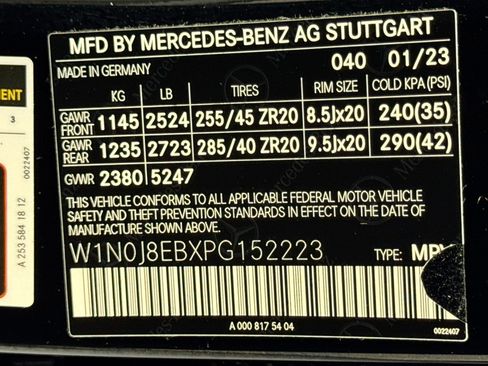 MFD BY MERCEDES-BENZ AG STUTTGART
MADE IN GERMANY 040 01/23
KG LB TIRES RIM SIZE COLD KPA (PSI)
GAWR FRONT 1145 2524 255/45 ZR20 8.5Jx20 240(35)
GAWR REAR 1235 2723 285/40 ZR20 9.5Jx20 290(42)
GVWR 2380 5247
THIS VEHICLE CONFORMS TO ALL APPLICABLE FEDERAL MOTOR VEHICLE
SAFETY AND THEFT PREVENTION STANDARDS IN EFFECT ON THE DATE OF
MANUFACTURE SHOWN ABOVE.
W1N0J8EBXPG152223 TYPE: MPV
A 000 817 54 04 0022407
MENT
3
0022407
A 253 584 18 12